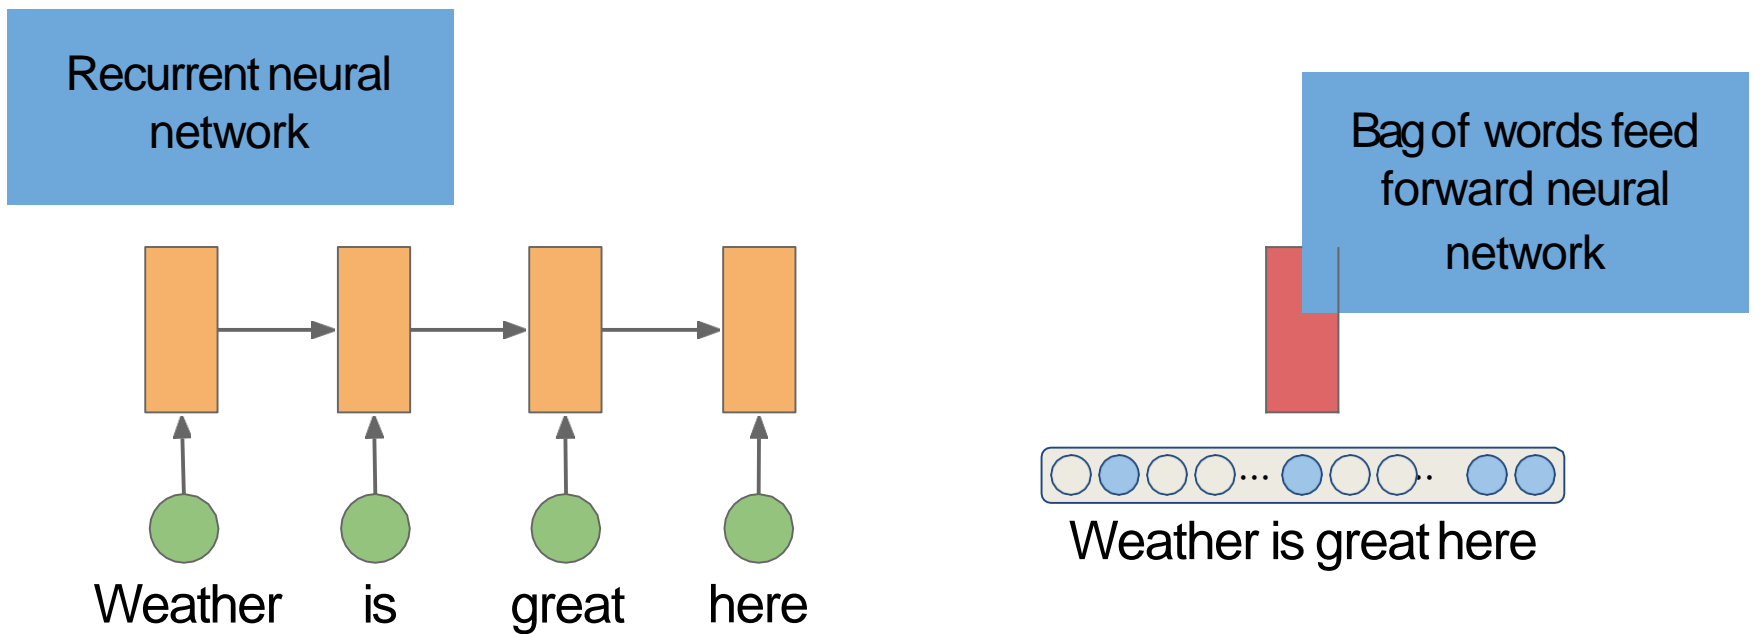 Recurrent neural
network
Bag of words feed
forward neural
network
...
..
Weather is great here
Weather is great here